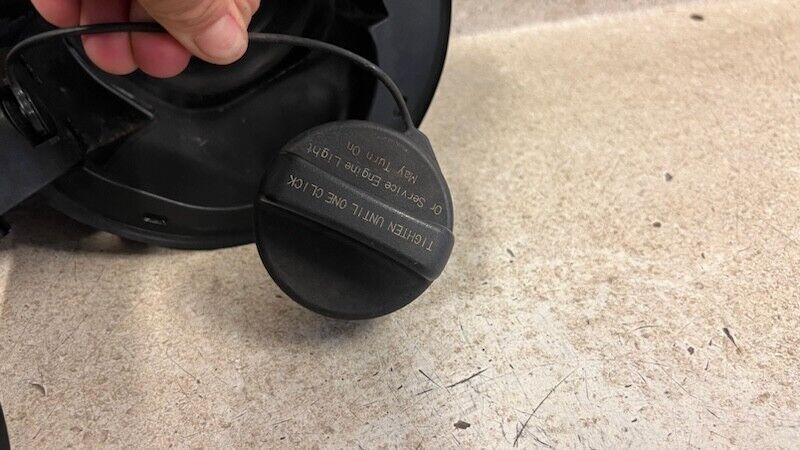 TIGHTEN UNTIL ONE CLICK
Or Service Engine Light
May Turn On